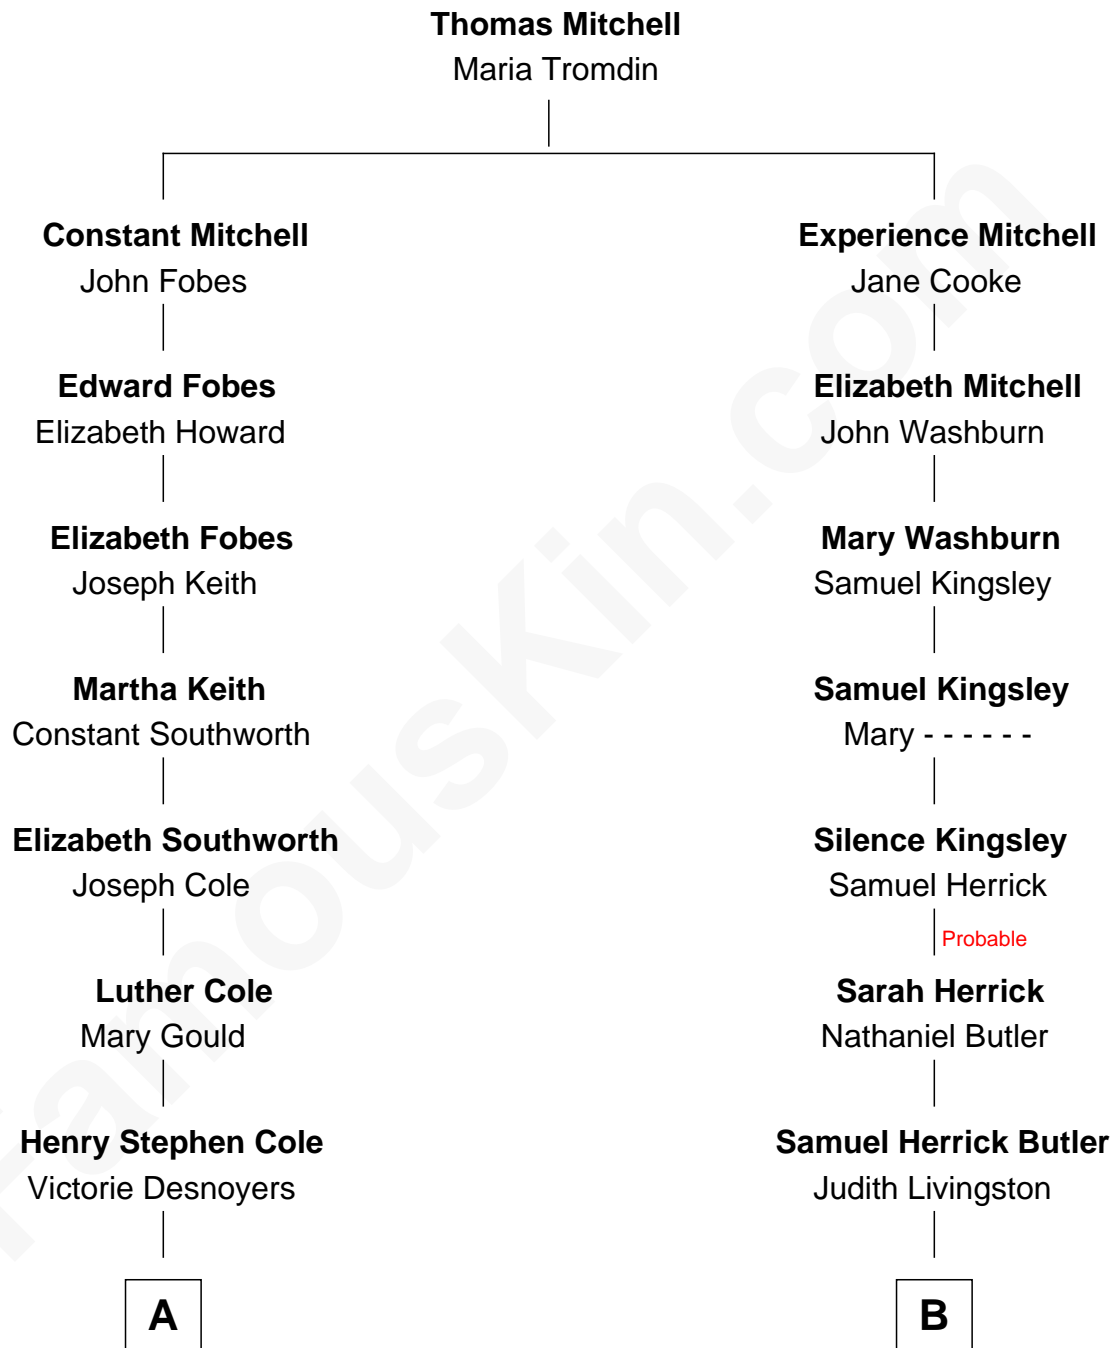 Thomas Mitchell
Maria Tromdin
Constant Mitchell
John Fobes
Experience Mitchell
Jane Cooke
Edward Fobes
Elizabeth Howard
Elizabeth Mitchell
John Washburn
Elizabeth Fobes
Joseph Keith
Mary Washburn
Samuel Kingsley
Martha Keith
Constant Southworth
Samuel Kingsley
Mary - - - - - -
Elizabeth Southworth
Joseph Cole
Silence Kingsley
Samuel Herrick
Probable
Luther Cole
Mary Gould
Sarah Herrick
Nathaniel Butler
Henry Stephen Cole
Victorie Desnoyers
Samuel Herrick Butler
Judith Livingston
A
B
FamousKin.com